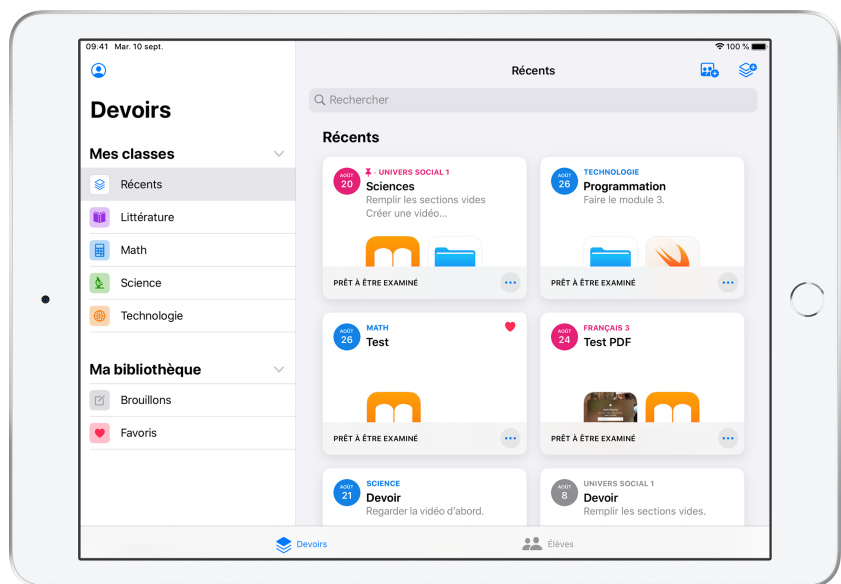 09:41 Mar. 10 sept.
100 %
Récents
Devoirs
Rechercher
Mes classes
Récents
Littérature
Math
Science
Technologie
Ma bibliothèque
Brouillons
Favoris
Récents
AOÛT
20
· UNIVERS SOCIAL 1
Sciences
Remplir les sections vides
Créer une vidéo...
PRÊT À ÊTRE EXAMINÉ
AOÛT
26
TECHNOLOGIE
Programmation
Faire le module 3.
PRÊT À ÊTRE EXAMINÉ
AOÛT
26
MATH
Test
PRÊT À ÊTRE EXAMINÉ
AOÛT
24
FRANÇAIS 3
Test PDF
PRÊT À ÊTRE EXAMINÉ
AOÛT
21
SCIENCE
Devoir
Regarder la vidéo d'abord.
AOÛT
8
UNIVERS SOCIAL 1
Devoir
Remplir les sections vides.
Devoirs
Élèves